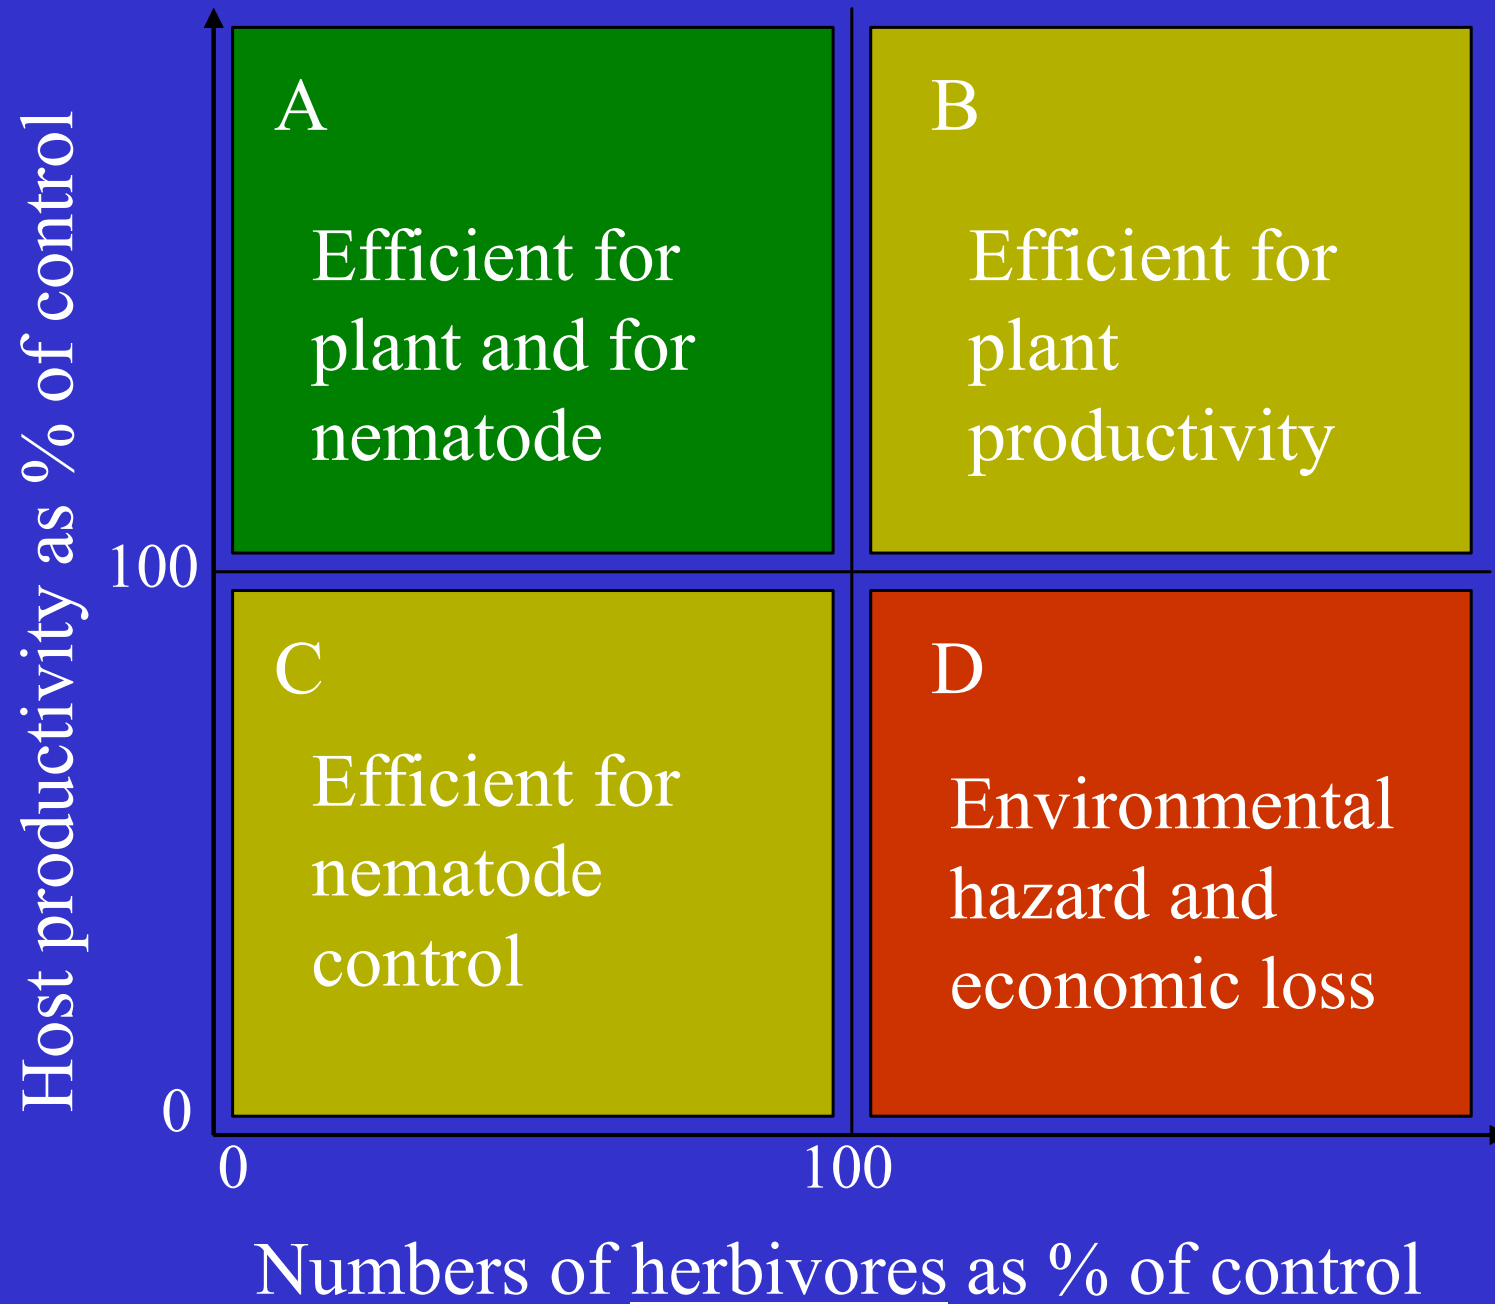 Host productivity as % of control
A
Efficient for
plant and for
nematode
B
Efficient for
plant
productivity
100
C
Efficient for
nematode
control
D
Environmental
hazard and
economic loss
0
0
100
Numbers of herbivores as % of control